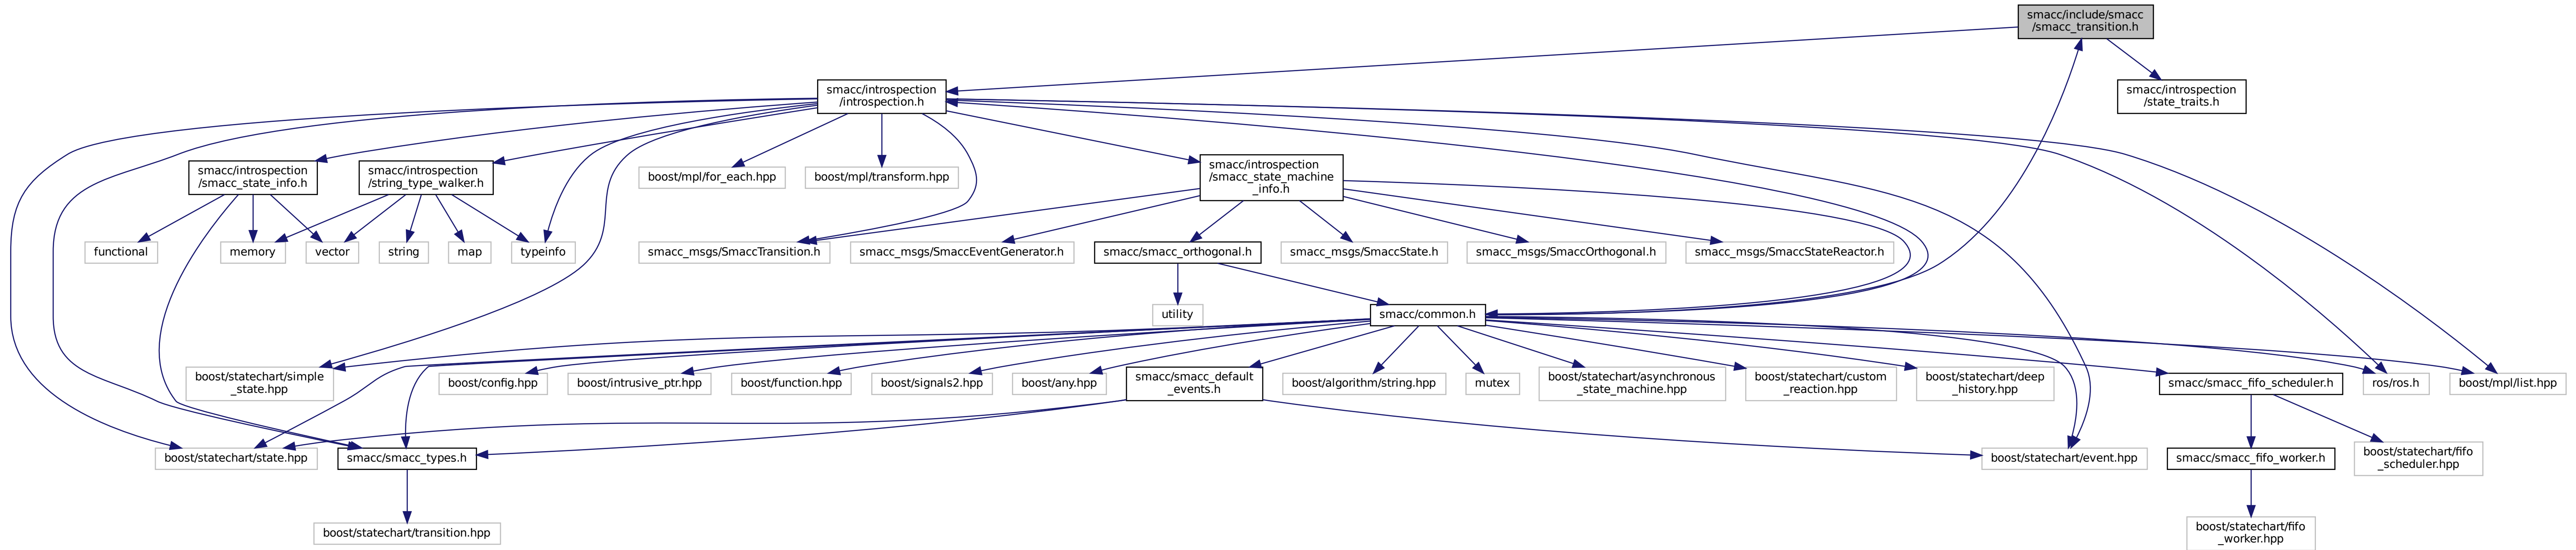 smacc/include/smacc
/smacc_transition.h
smacc/introspection
/introspection.h
smacc/introspection
/state_traits.h
smacc/introspection
/smacc_state_info.h
smacc/introspection
/string_type_walker.h
boost/mpl/for_each.hpp
boost/mpl/transform.hpp
smacc/introspection
/smacc_state_machine
_info.h
functional
memory
vector
string
map
typeinfo
smacc_msgs/SmaccTransition.h
smacc_msgs/SmaccEventGenerator.h
smacc/smacc_orthogonal.h
smacc_msgs/SmaccState.h
smacc_msgs/SmaccOrthogonal.h
smacc_msgs/SmaccStateReactor.h
utility
smacc/common.h
boost/statechart/simple
_state.hpp
boost/config.hpp
boost/intrusive_ptr.hpp
boost/function.hpp
boost/signals2.hpp
boost/any.hpp
smacc/smacc_default
_events.h
boost/algorithm/string.hpp
mutex
boost/statechart/asynchronous
_state_machine.hpp
boost/statechart/custom
_reaction.hpp
boost/statechart/deep
_history.hpp
smacc/smacc_fifo_scheduler.h
ros/ros.h
boost/mpl/list.hpp
boost/statechart/state.hpp
smacc/smacc_types.h
boost/statechart/event.hpp
smacc/smacc_fifo_worker.h
boost/statechart/fifo
_scheduler.hpp
boost/statechart/transition.hpp
boost/statechart/fifo
_worker.hpp